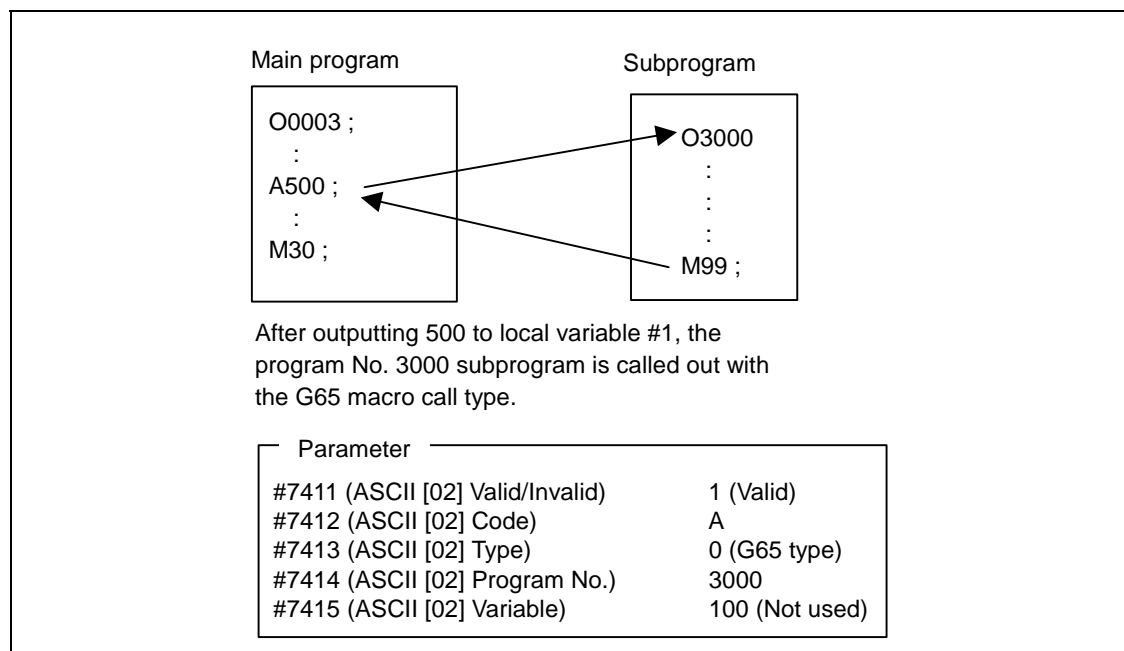 Main program
O0003 ;
:
A500 ;
:
M30 ;
Subprogram
O3000
:
:
:
M99 ;
After outputting 500 to local variable #1, the
program No. 3000 subprogram is called out with
the G65 macro call type.
Parameter
#7411 (ASCII [02] Valid/Invalid) 1 (Valid)
#7412 (ASCII [02] Code) A
#7413 (ASCII [02] Type) 0 (G65 type)
#7414 (ASCII [02] Program No.) 3000
#7415 (ASCII [02] Variable) 100 (Not used)